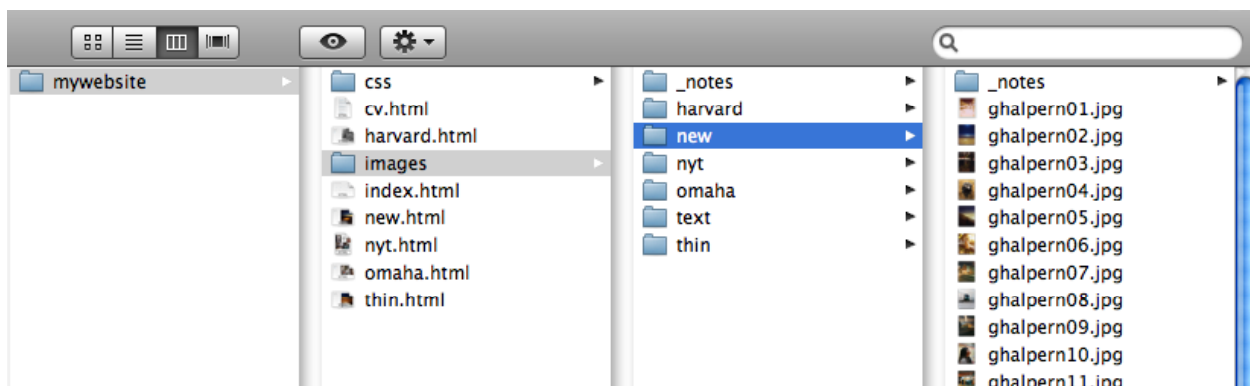 mywebsite
css
cv.html
harvard.html
images
index.html
new.html
nyt.html
omaha.html
thin.html
_notes
harvard
new
nyt
omaha
text
thin
_notes
ghalpern01.jpg
ghalpern02.jpg
ghalpern03.jpg
ghalpern04.jpg
ghalpern05.jpg
ghalpern06.jpg
ghalpern07.jpg
ghalpern08.jpg
ghalpern09.jpg
ghalpern10.jpg
ghalpern11.jpg